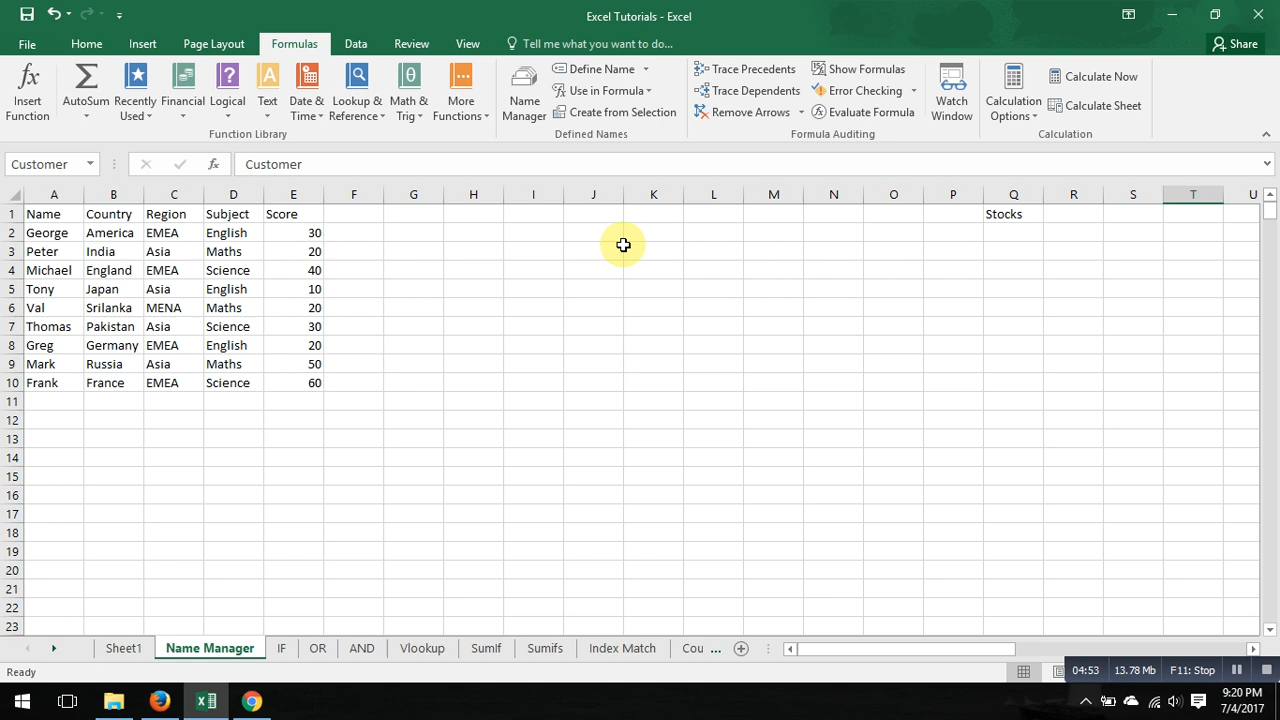 Excel Tutorials - Excel
File Home Insert Page Layout Formulas Data Review View Tell me what you want to do... Share
fx Insert Function
Σ AutoSum
Recently Used
Financial
Logical
Text
Date & Time
Lookup & Reference
Math & Trig
More Functions
Function Library
Name Manager
Define Name
Use in Formula
Create from Selection
Defined Names
Trace Precedents
Trace Dependents
Remove Arrows
Show Formulas
Error Checking
Evaluate Formula
Formula Auditing
Watch Window
Calculation Options
Calculate Now
Calculate Sheet
Calculation
Customer fx Customer
A B C D E F G H I J K L M N O P Q R S T U
1 Name Country Region Subject Score Stocks
2 George America EMEA English 30
3 Peter India Asia Maths 20
4 Michael England EMEA Science 40
5 Tony Japan Asia English 10
6 Val Srilanka MENA Maths 20
7 Thomas Pakistan Asia Science 30
8 Greg Germany EMEA English 20
9 Mark Russia Asia Maths 50
10 Frank France EMEA Science 60
11
12
13
14
15
16
17
18
19
20
21
22
23
Sheet1 Name Manager IF OR AND Vlookup SumIf Sumifs Index Match Cou ...
Ready
04:53 13.78 Mb F11: Stop
9:20 PM
7/4/2017